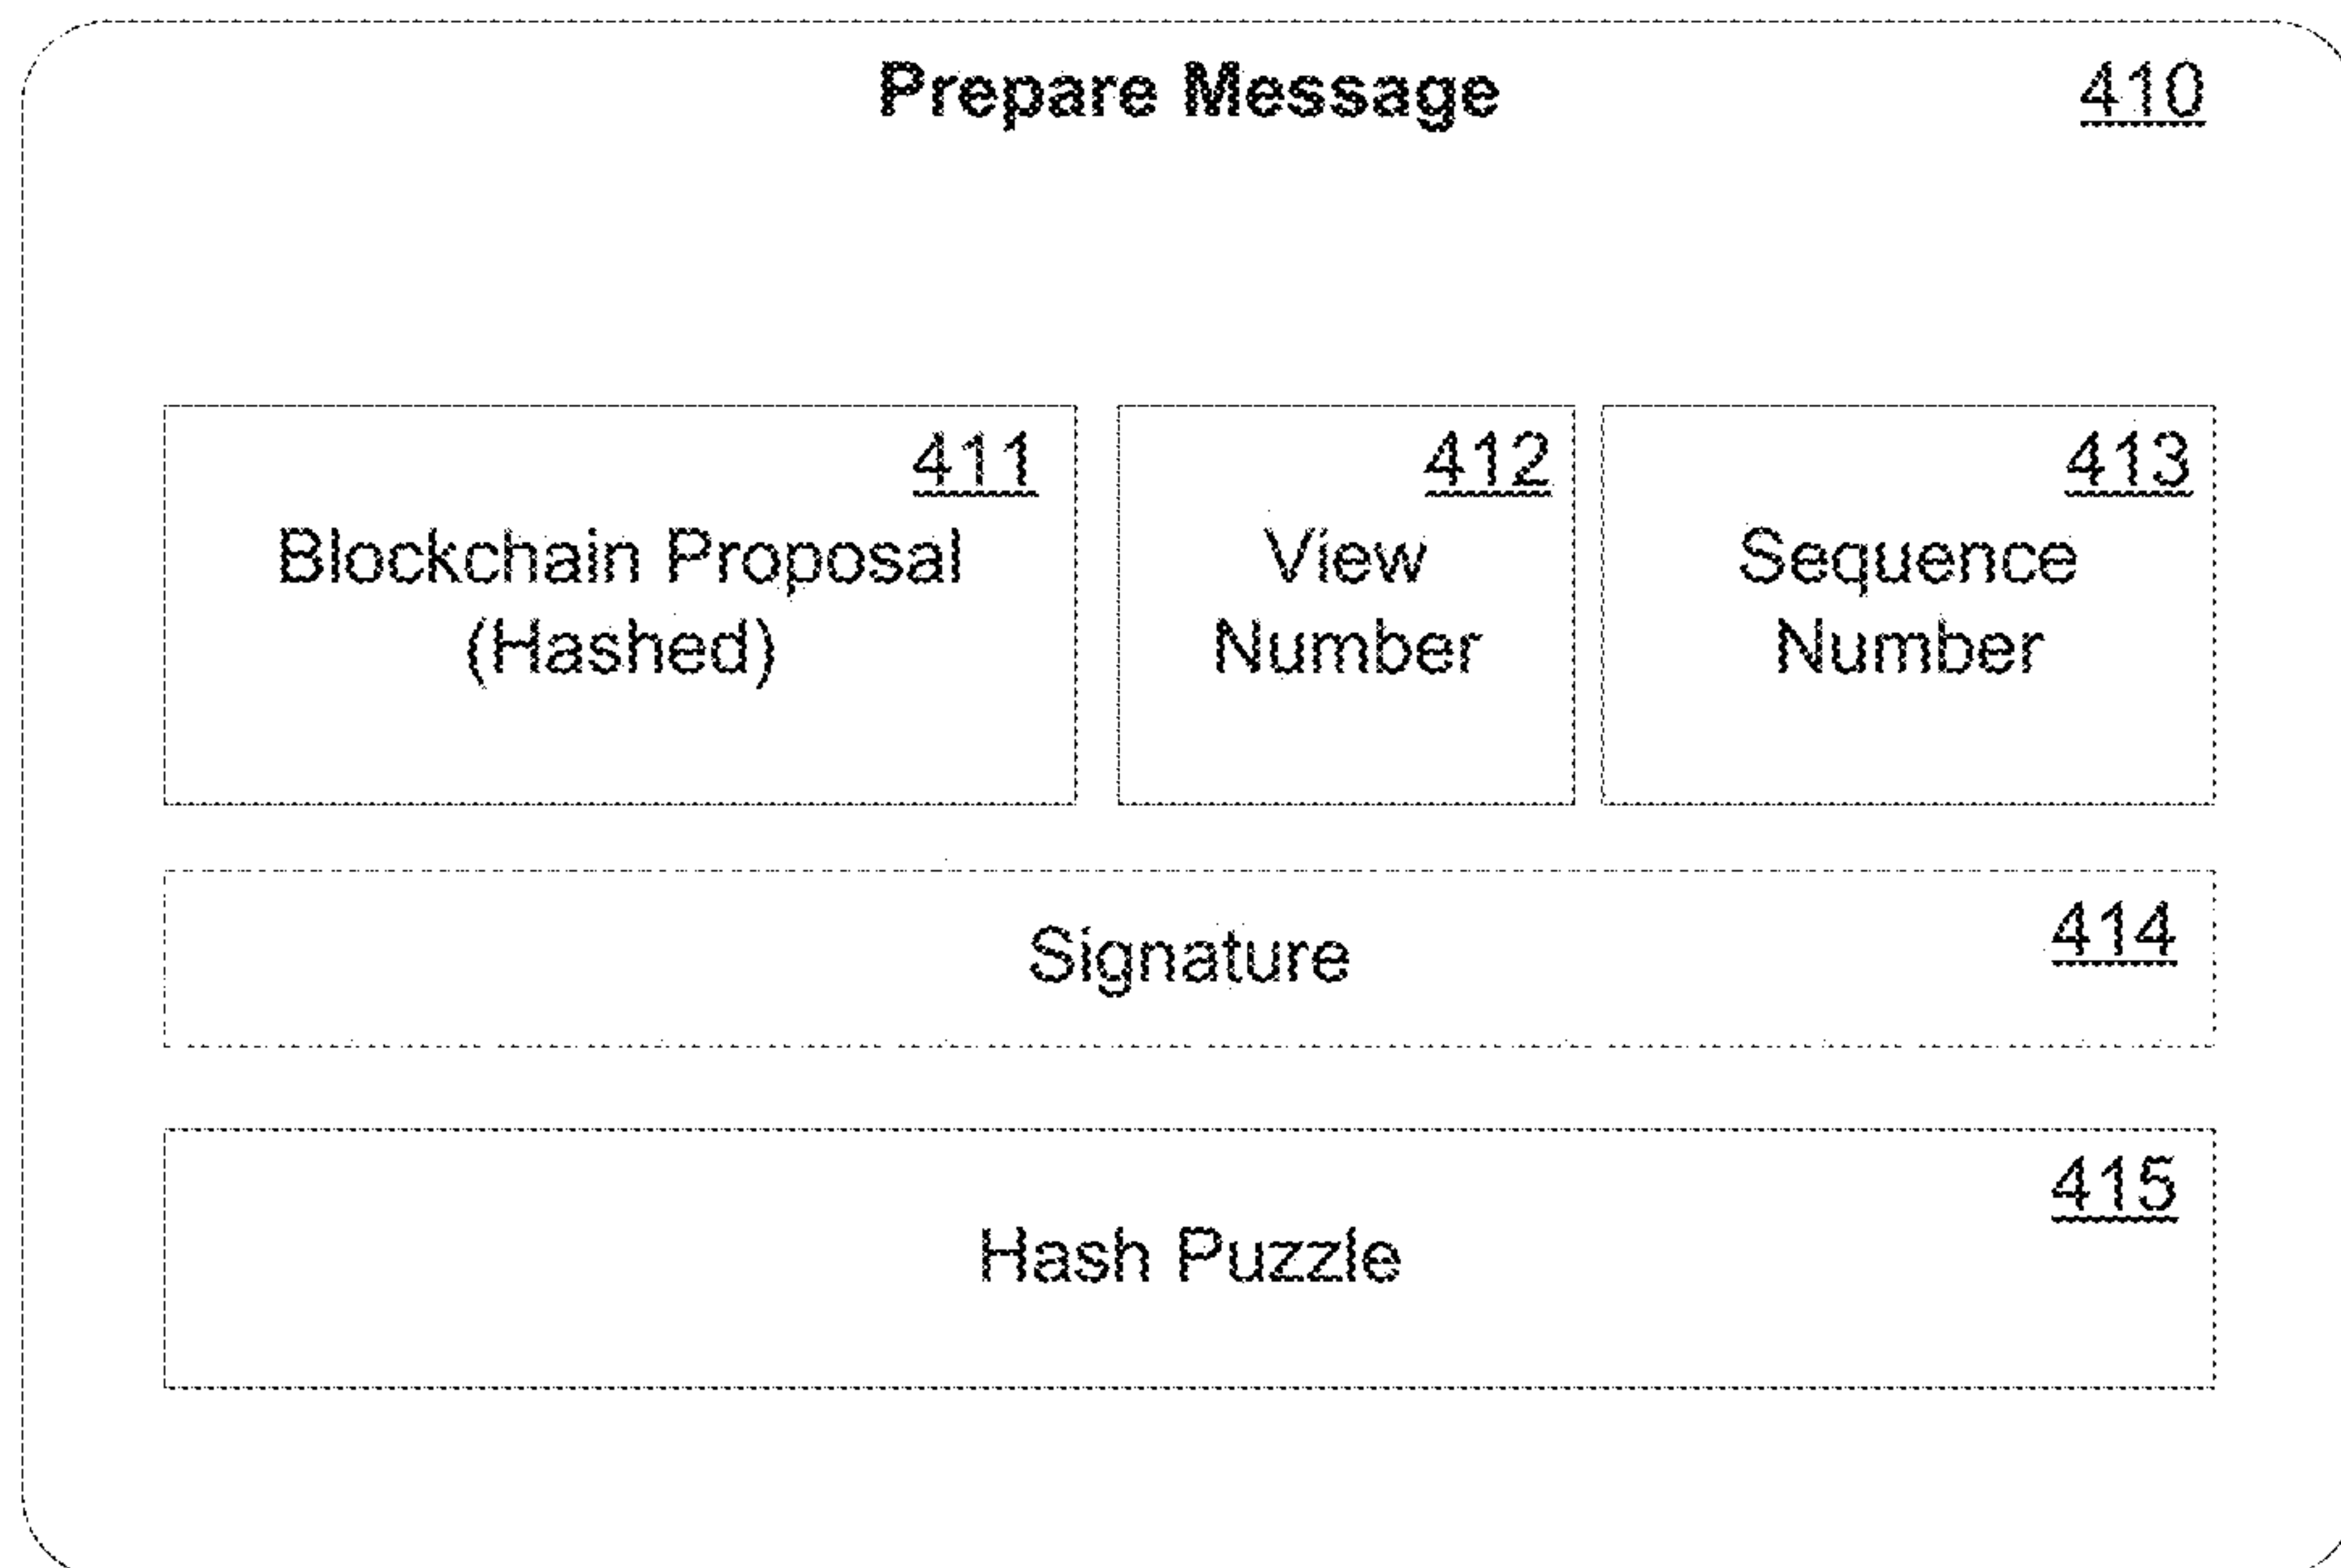 Prepare Message 410
411 412 413
Blockchain Proposal View Sequence
(Hashed) Number Number
414
Signature
415
Hash Puzzle